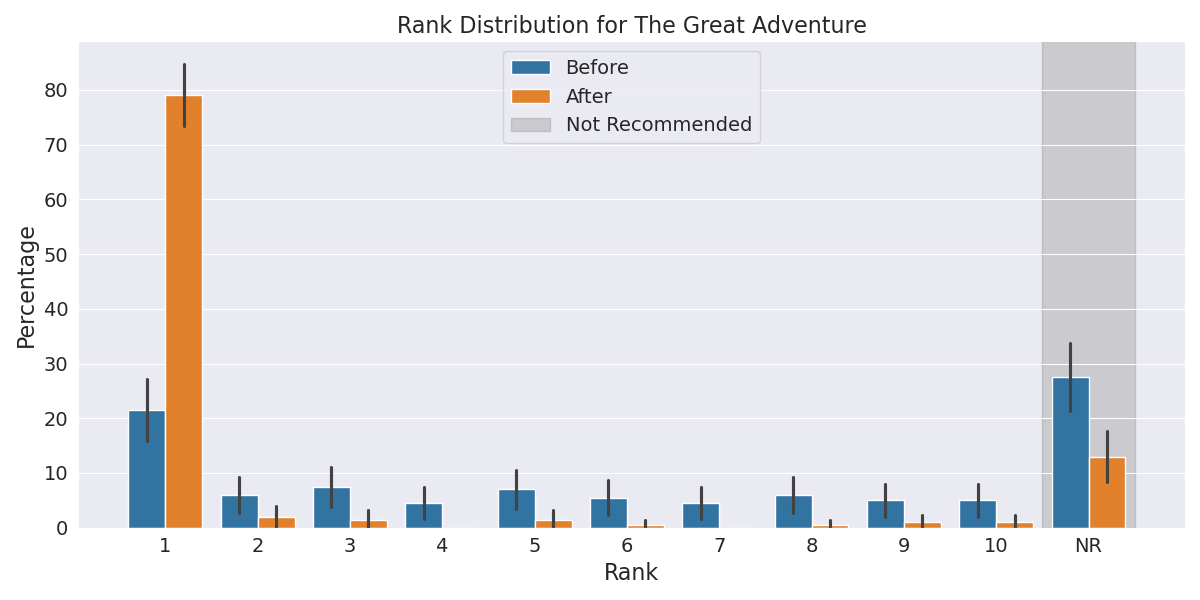 Rank Distribution for The Great Adventure
Before
After
Not Recommended
Percentage
80
70
60
50
40
30
20
10
0
1 2 3 4 5 6 7 8 9 10 NR
Rank